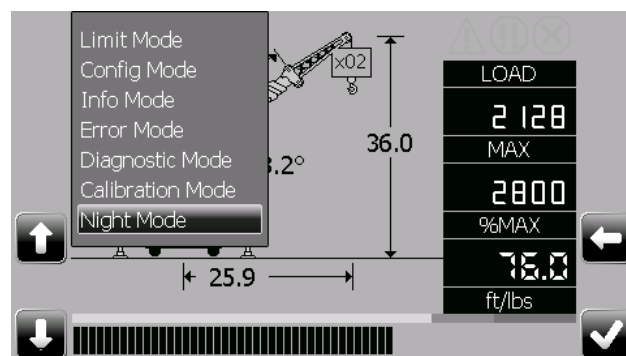 Limit Mode
Config Mode
Info Mode
Error Mode
Diagnostic Mode
Calibration Mode
Night Mode
x02
.2°
36.0
25.9
LOAD
2128
MAX
2800
%MAX
76.0
ft/lbs